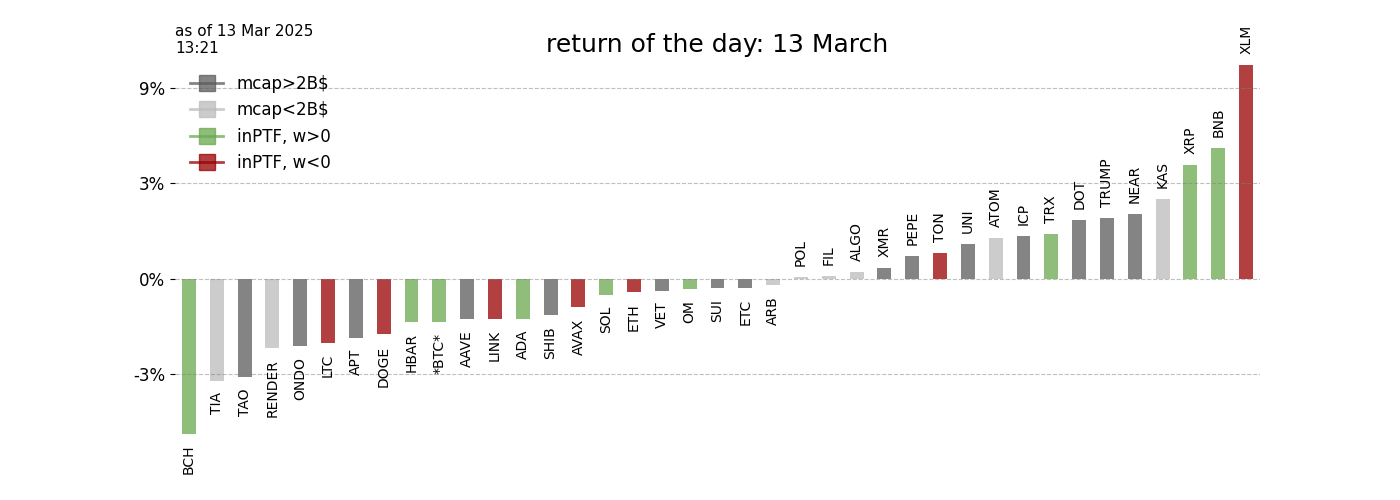 as of 13 Mar 2025
13:21
return of the day: 13 March
mcap>2B$
mcap<2B$
inPTF, w>0
inPTF, w<0
9%
3%
0%
-3%
BCH
TIA
TAO
RENDER
ONDO
LTC
APT
DOGE
HBAR
*BTC*
AAVE
LINK
ADA
SHIB
AVAX
SOL
ETH
VET
OM
SUI
ETC
ARB
POL
FIL
ALGO
XMR
PEPE
TON
UNI
ATOM
ICP
TRX
DOT
TRUMP
NEAR
KAS
XRP
BNB
XLM